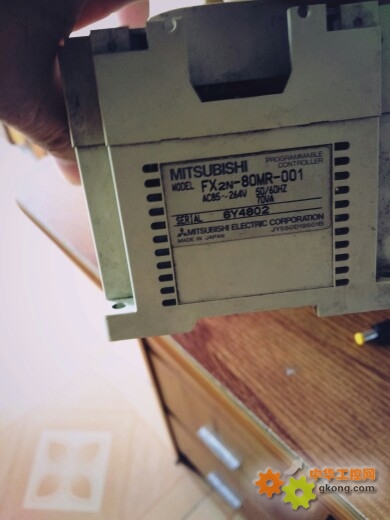 MITSUBISHI
PROGRAMMABLE
CONTROLLER
MODEL FX2N-80MR-001
AC85~264V 50/60HZ
70VA
SERIAL 6Y4802
MITSUBISHI ELECTRIC CORPORATION
MADE IN JAPAN
中华工控网
gkong.com